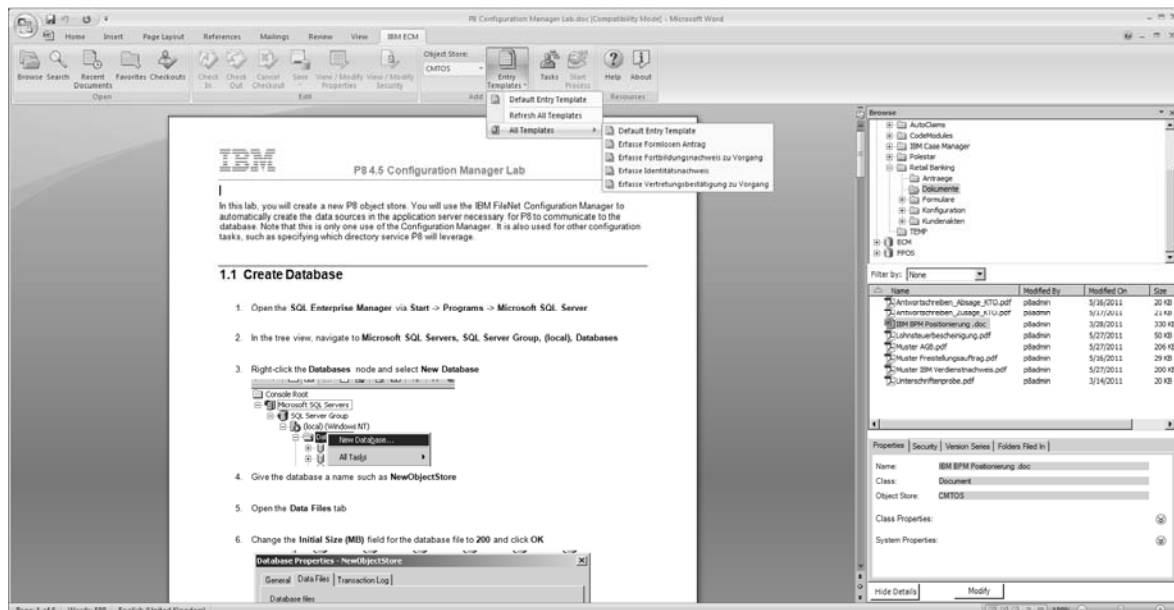 P8 Configuration Manager Lab.doc [Compatibility Mode] - Microsoft Word
Home Insert Page Layout References Mailings Review View IBM ECM
Browse Search Recent Documents Favorites Checkouts
Open
Check In Check Out Cancel Checkout Save View / Modify Properties View / Modify Security
Edit
Object Store:
CMTOS
Entry Templates
Add
Tasks Start Process
Help About
Resources
Default Entry Template
Refresh All Templates
All Templates
Default Entry Template
Erfasse Formlosen Antrag
Erfasse Fortbildungsnachweis zu Vorgang
Erfasse Identitätsnachweis
Erfasse Vertretungsbestätigung zu Vorgang
IBM
P8 4.5 Configuration Manager Lab
In this lab, you will create a new P8 object store. You will use the IBM FileNet Configuration Manager to
automatically create the data sources in the application server necessary for P8 to communicate to the
database. Note that this is only one use of the Configuration Manager. It is also used for other configuration
tasks, such as specifying which directory service P8 will leverage.
1.1 Create Database
1. Open the SQL Enterprise Manager via Start -> Programs -> Microsoft SQL Server
2. In the tree view, navigate to Microsoft SQL Servers, SQL Server Group, (local), Databases
3. Right-click the Databases node and select New Database
Console Root
Microsoft SQL Servers
SQL Server Group
(local) (Windows NT)
New Database...
All Tasks
4. Give the database a name such as NewObjectStore
5. Open the Data Files tab
6. Change the Initial Size (MB) field for the database file to 200 and click OK
Database Properties - NewObjectStore
General Data Files Transaction Log
Database files
Browse
AutoClaims
CodeModules
IBM Case Manager
Polestar
Retail Banking
Antraege
Dokumente
Formulare
Konfiguration
Kundenakten
TEMP
ECM
FPOS
Filter by: None
Name Modified By Modified On Size
Antwortschreiben_Absage_KTO.pdf p8admin 5/16/2011 20 KB
Antwortschreiben_Zusage_KTO.pdf p8admin 5/17/2011 21 KB
IBM BPM Positionierung .doc p8admin 3/28/2011 330 KB
Lohnsteuerbescheinigung.pdf p8admin 5/27/2011 50 KB
Muster AGB.pdf p8admin 5/27/2011 206 KB
Muster Freistellungsauftrag.pdf p8admin 5/16/2011 29 KB
Muster IBM Verdienstnachweis.pdf p8admin 5/27/2011 200 KB
Unterschriftenprobe.pdf p8admin 3/14/2011 20 KB
Properties Security Version Series Folders Filed In
Name: IBM BPM Positionierung .doc
Class: Document
Object Store: CMTOS
Class Properties:
System Properties:
Hide Details Modify